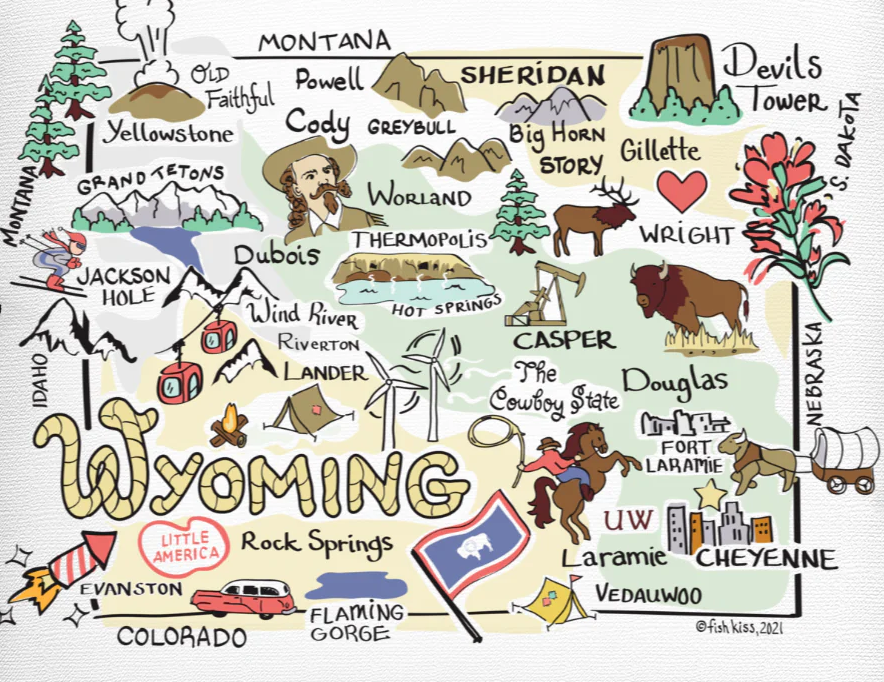 MONTANA
OLD
Faithful
Yellowstone
Powell
SHERIDAN
Devils
Tower
S. DAKOTA
Cody
GREYBULL
Big HORN
STORY
Gillette
MONTANA
GRAND TETONS
WORLAND
WRIGHT
Dubois
THERMOPOLIS
HOT SPRINGS
JACKSON
HOLE
Wind River
RIVERTON
LANDER
CASPER
IDAHO
The
Cowboy State
Douglas
NEBRASKA
FORT
LARAMIE
WYOMING
UW
LITTLE
AMERICA
Rock Springs
Laramie
CHEYENNE
EVANSTON
FLAMING
GORGE
VEDAUWOO
COLORADO
©fish kiss, 2021